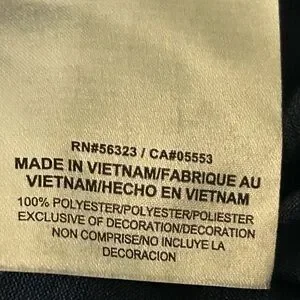 RN#56323 / CA#05553
MADE IN VIETNAM/FABRIQUE AU
VIETNAM/HECHO EN VIETNAM
100% POLYESTER/POLYESTER/POLIESTER
EXCLUSIVE OF DECORATION/DECORATION
NON COMPRISE/NO INCLUYE LA
DECORACION